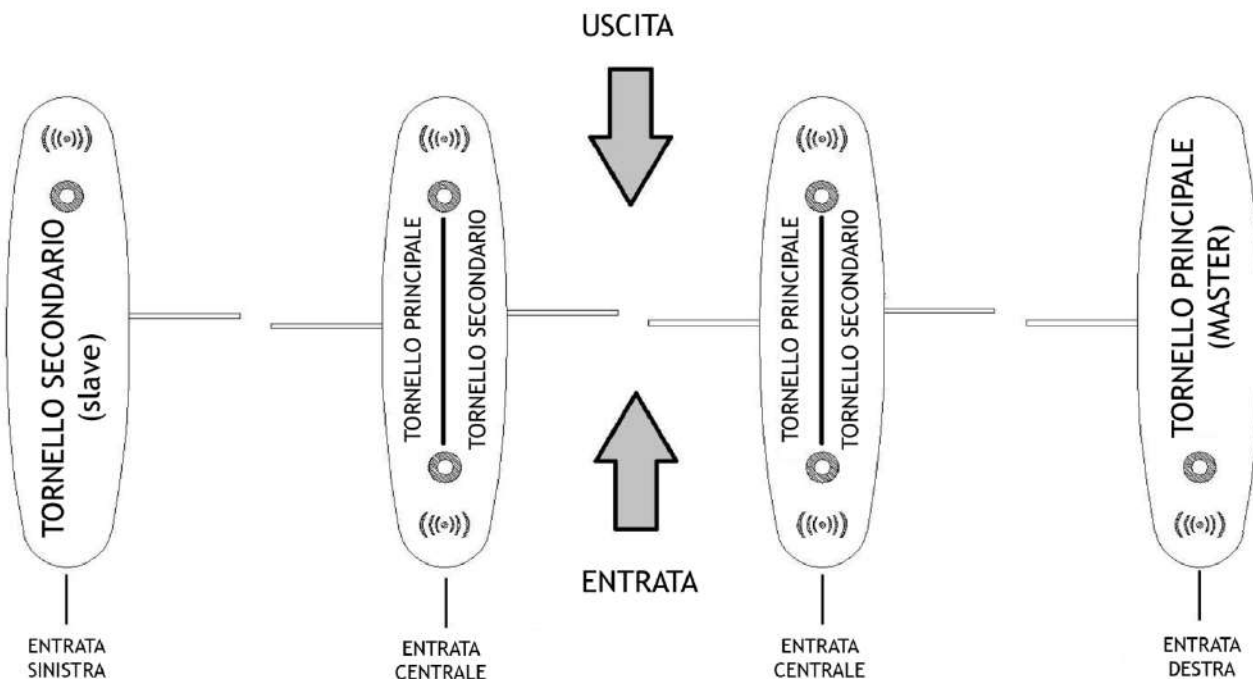 USCITA
TORNELLO SECONDARIO
(slave)
TORNELLO PRINCIPALE
TORNELLO SECONDARIO
TORNELLO PRINCIPALE
TORNELLO SECONDARIO
TORNELLO PRINCIPALE
(MASTER)
ENTRATA
ENTRATA
SINISTRA
ENTRATA
CENTRALE
ENTRATA
CENTRALE
ENTRATA
DESTRA